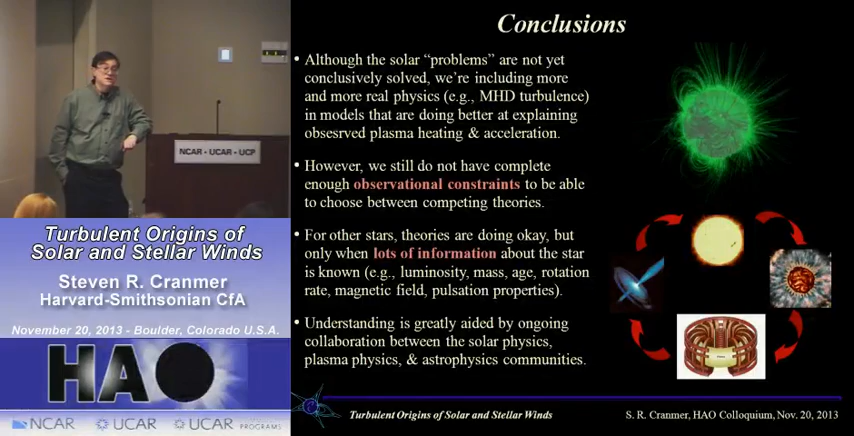 NCAR - UCAR - UCP
Turbulent Origins of
Solar and Stellar Winds
Steven R. Cranmer
Harvard-Smithsonian CfA
November 20, 2013 - Boulder, Colorado U.S.A.
HAO
NCAR
UCAR
UCAR PROGRAMS
Conclusions
• Although the solar “problems” are not yet
conclusively solved, we’re including more
and more real physics (e.g., MHD turbulence)
in models that are doing better at explaining
obsesrved plasma heating & acceleration.
• However, we still do not have complete
enough observational constraints to be able
to choose between competing theories.
• For other stars, theories are doing okay, but
only when lots of information about the star
is known (e.g., luminosity, mass, age, rotation
rate, magnetic field, pulsation properties).
• Understanding is greatly aided by ongoing
collaboration between the solar physics,
plasma physics, & astrophysics communities.
Turbulent Origins of Solar and Stellar Winds
S. R. Cranmer, HAO Colloquium, Nov. 20, 2013